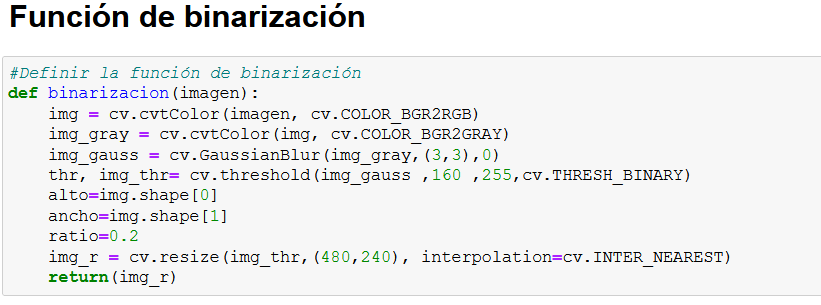 Función de binarización
#Definir la función de binarización
def binarizacion(imagen):
    img = cv.cvtColor(imagen, cv.COLOR_BGR2RGB)
    img_gray = cv.cvtColor(img, cv.COLOR_BGR2GRAY)
    img_gauss = cv.GaussianBlur(img_gray,(3,3),0)
    thr, img_thr= cv.threshold(img_gauss ,160 ,255,cv.THRESH_BINARY)
    alto=img.shape[0]
    ancho=img.shape[1]
    ratio=0.2
    img_r = cv.resize(img_thr,(480,240), interpolation=cv.INTER_NEAREST)
    return(img_r)